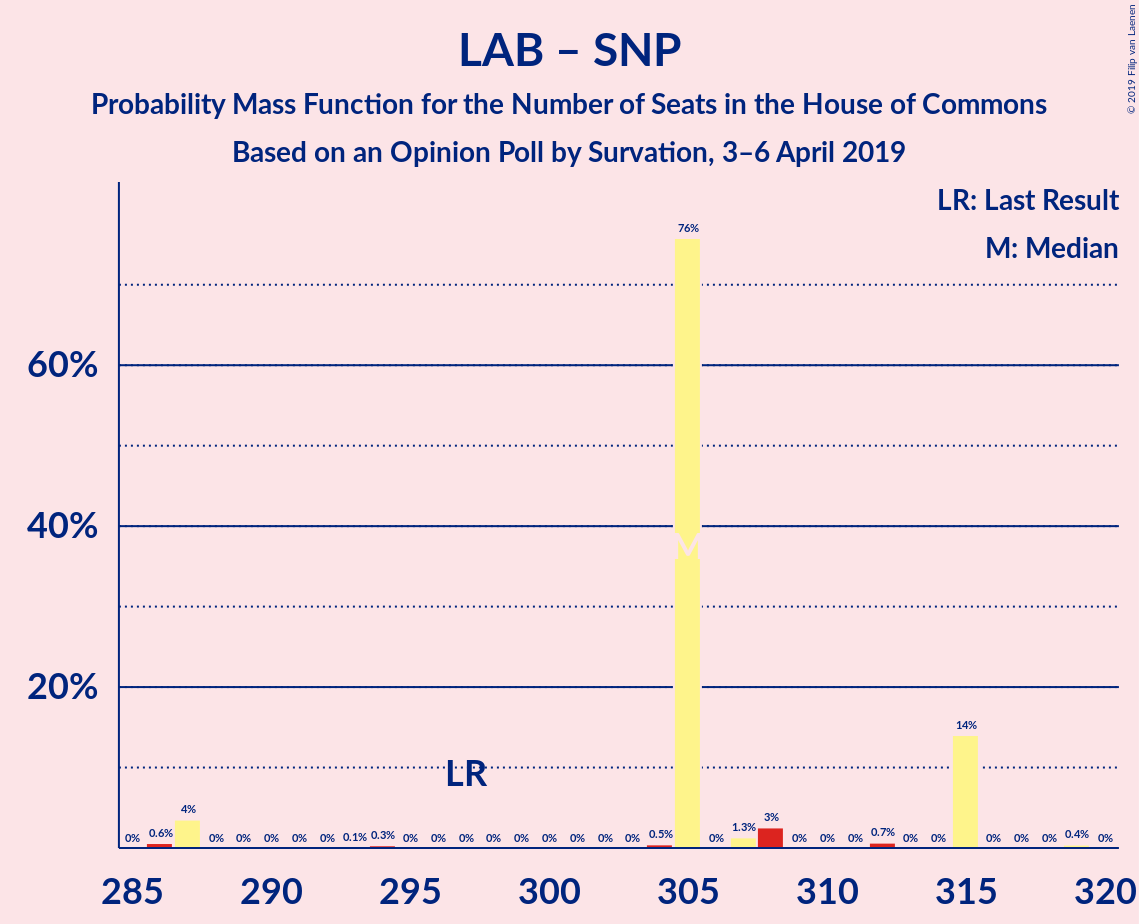 © 2019 Filip van Laenen
LAB – SNP
Probability Mass Function for the Number of Seats in the House of Commons
Based on an Opinion Poll by Survation, 3–6 April 2019
LR: Last Result
M: Median
76%
60%
40%
20%
14%
LR
4% 3%
0% 0.6% 0% 0% 0% 0% 0% 0.1% 0.3% 0% 0% 0% 0% 0% 0% 0% 0% 0% 0.5% 0% 1.3% 0% 0% 0% 0.7% 0% 0% 0% 0% 0% 0.4% 0%
285 290 295 300 305 310 315 320